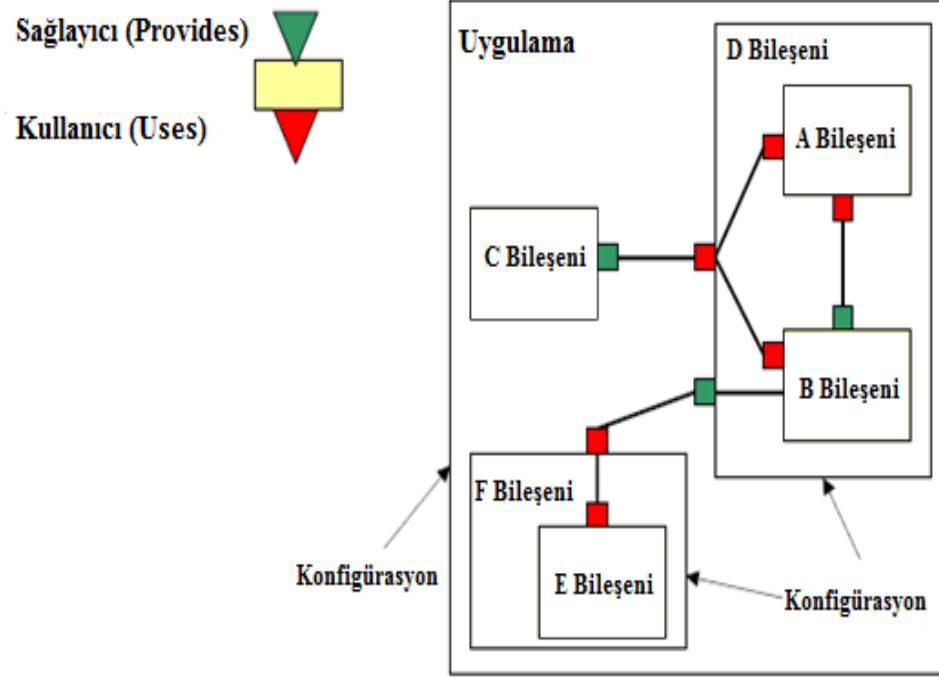 Sağlayıcı (Provides)
Kullanıcı (Uses)
Uygulama
D Bileşeni
A Bileşeni
C Bileşeni
B Bileşeni
F Bileşeni
E Bileşeni
Konfigürasyon
Konfigürasyon